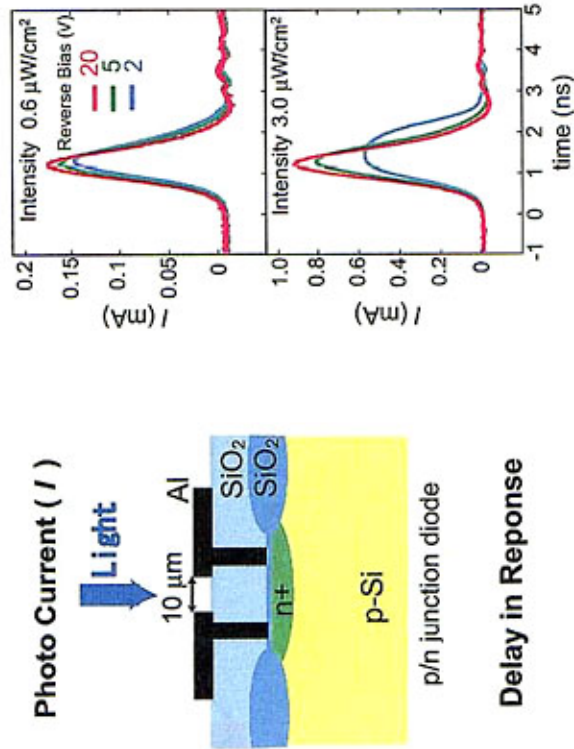 Photo Current ( I )
Light
10 μm
Al
SiO₂
SiO₂
n+
p-Si
p/n junction diode
Delay in Reponse
Intensity 0.6 μW/cm²
Reverse Bias (V)
20
5
2
0.2
0.15
0.1
0.05
0
I (mA)
Intensity 3.0 μW/cm²
1.0
0.8
0.6
0.4
0.2
0
I (mA)
-1 0 1 2 3 4 5
time (ns)